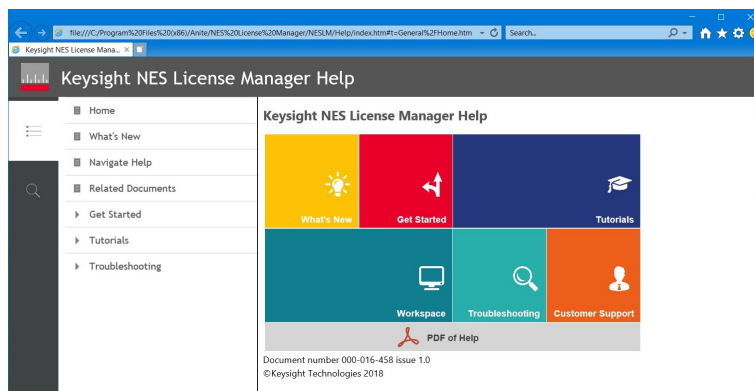 file:///C:/Program%20Files%20(x86)/Anite/NES%20License%20Manager/NESLM/Help/index.htm#t=General%2FHome.htm
Search...
Keysight NES License Mana...
Keysight NES License Manager Help
Home
What's New
Navigate Help
Related Documents
Get Started
Tutorials
Troubleshooting
Keysight NES License Manager Help
What's New
Get Started
Tutorials
Workspace
Troubleshooting
Customer Support
PDF of Help
Document number 000-016-458 issue 1.0
©Keysight Technologies 2018